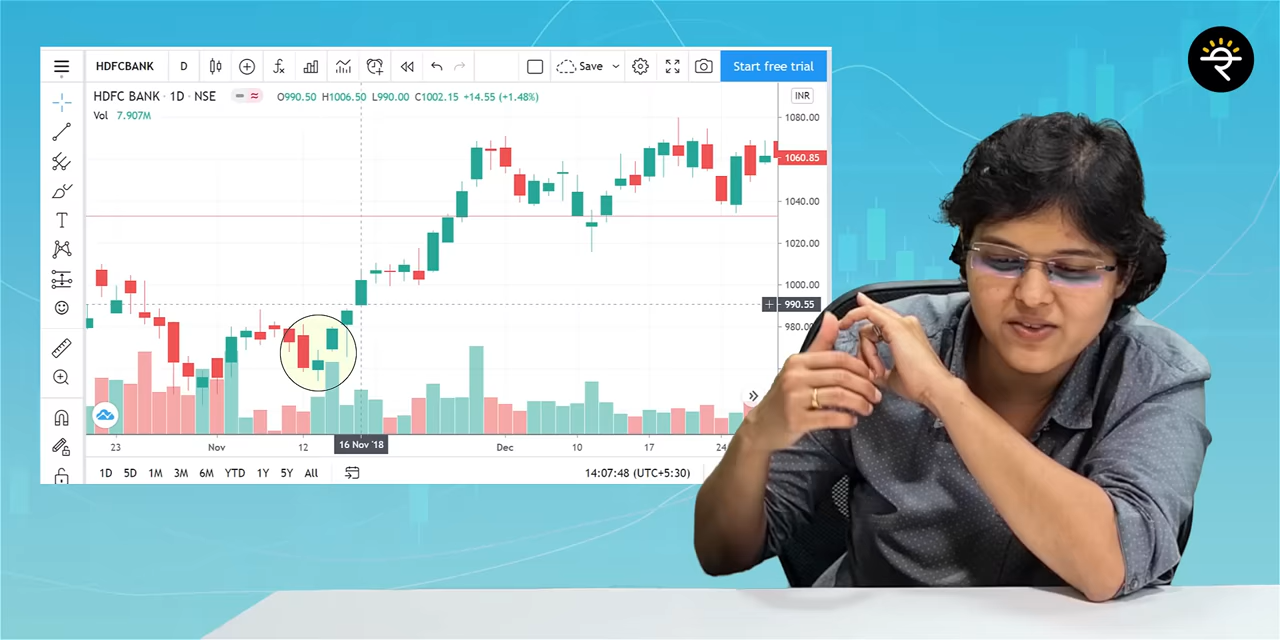 HDFCBANK D fx Save Start free trial
HDFC BANK · 1D · NSE O990.50 H1006.50 L990.00 C1002.15 +14.55 (+1.48%) INR
Vol 7.907M
1080.00
1060.85
1040.00
1020.00
1000.00
990.55
980.0
T
23 Nov 12 16 Nov '18 Dec 10 17 24
1D 5D 1M 3M 6M YTD 1Y 5Y All 14:07:48 (UTC+5:30)